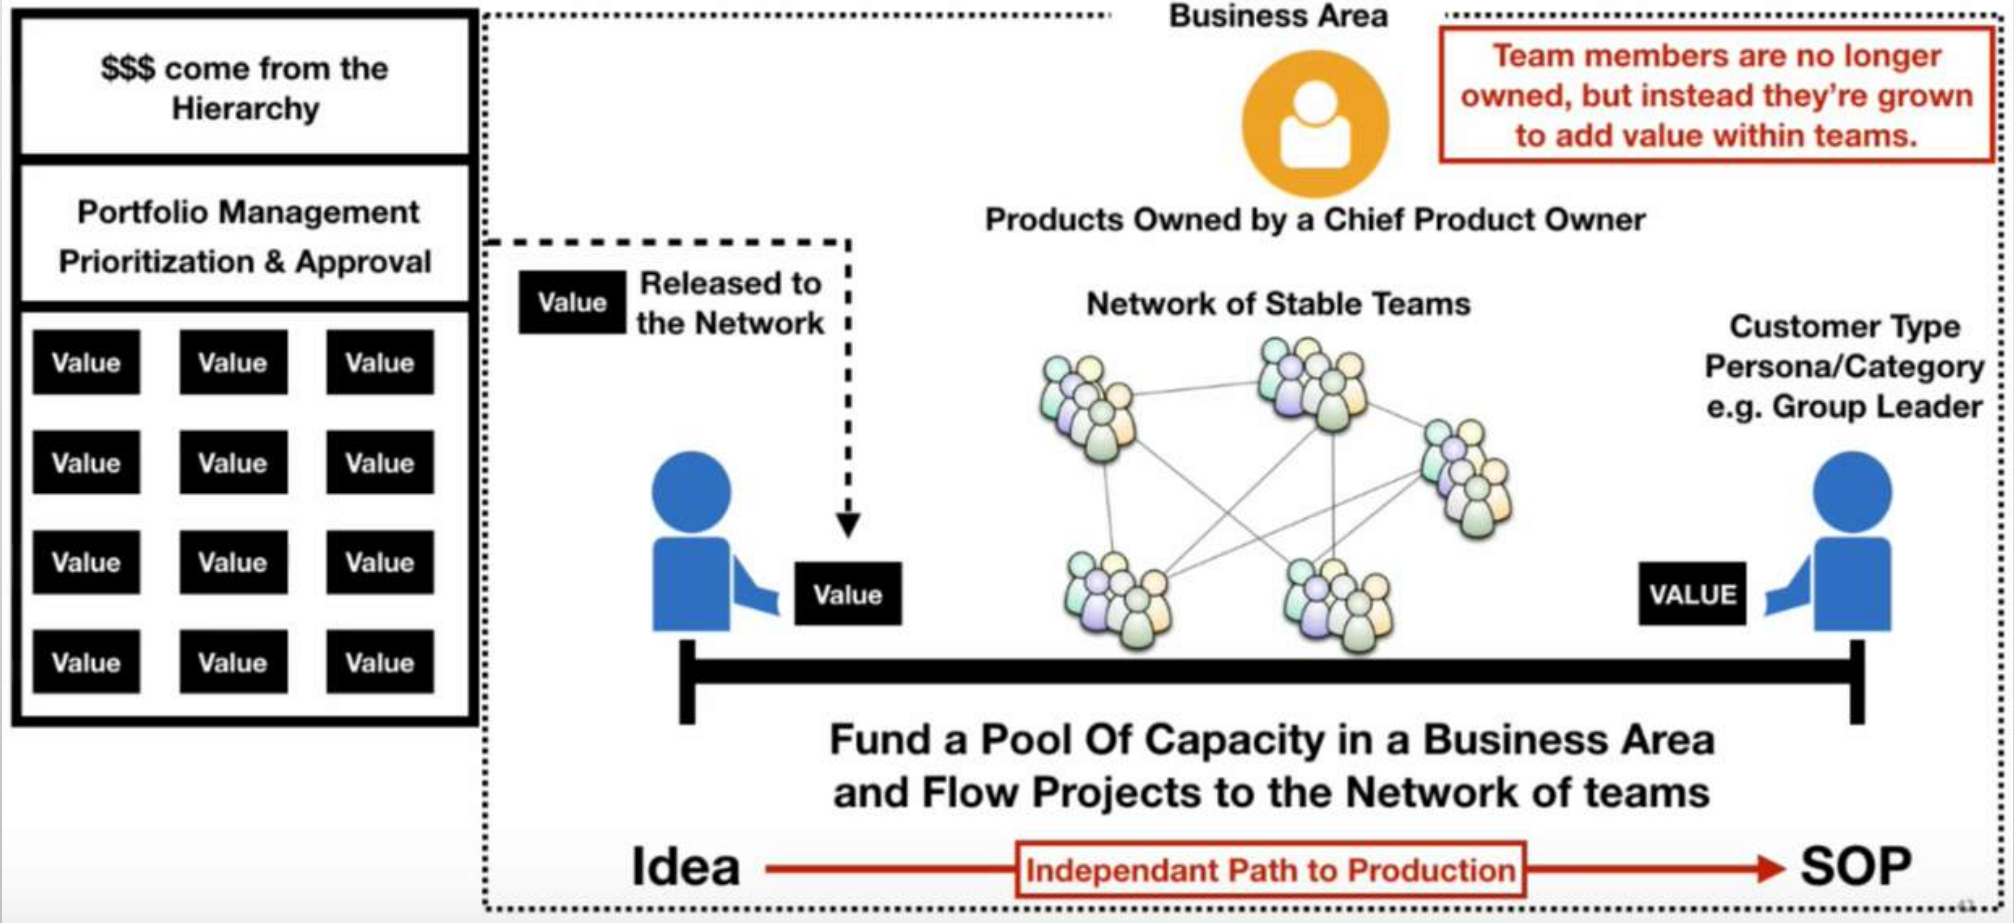 $$$ come from the
Hierarchy
Portfolio Management
Prioritization & Approval
Value Value Value
Value Value Value
Value Value Value
Value Value Value
Business Area
Team members are no longer
owned, but instead they're grown
to add value within teams.
Products Owned by a Chief Product Owner
Value
Released to
the Network
Network of Stable Teams
Customer Type
Persona/Category
e.g. Group Leader
Value
VALUE
Fund a Pool Of Capacity in a Business Area
and Flow Projects to the Network of teams
Idea
Independant Path to Production
SOP